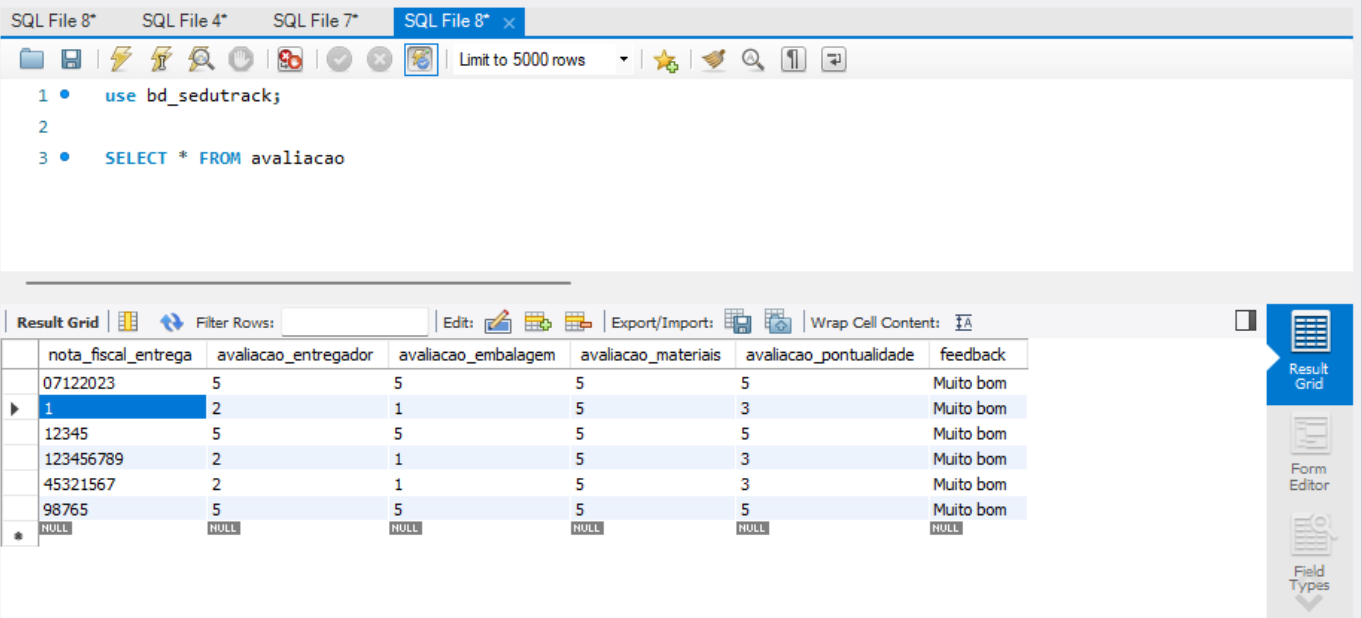 SQL File 8* SQL File 4* SQL File 7* SQL File 8* ×
Limit to 5000 rows
1 use bd_sedutrack;
2
3 SELECT * FROM avaliacao
Result Grid Filter Rows: Edit: Export/Import: Wrap Cell Content: IA
nota_fiscal_entrega avaliacao_entregador avaliacao_embalagem avaliacao_materiais avaliacao_pontualidade feedback
07122023 5 5 5 5 Muito bom
1 2 1 5 3 Muito bom
12345 5 5 5 5 Muito bom
123456789 2 1 5 3 Muito bom
45321567 2 1 5 3 Muito bom
98765 5 5 5 5 Muito bom
NULL NULL NULL NULL NULL NULL
Result
Grid
Form
Editor
Field
Types